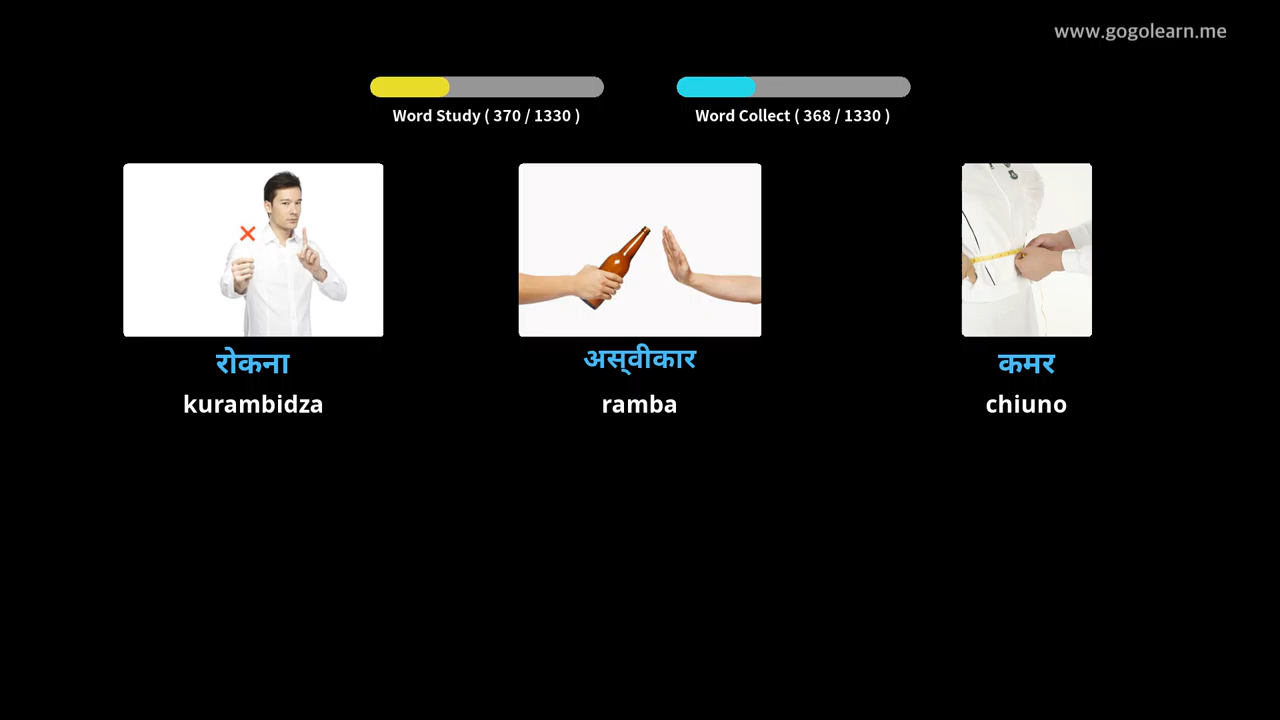 www.gogolearn.me
Word Study ( 370 / 1330 )
Word Collect ( 368 / 1330 )
रोकना
अस्वीकार
कमर
kurambidza
ramba
chiuno